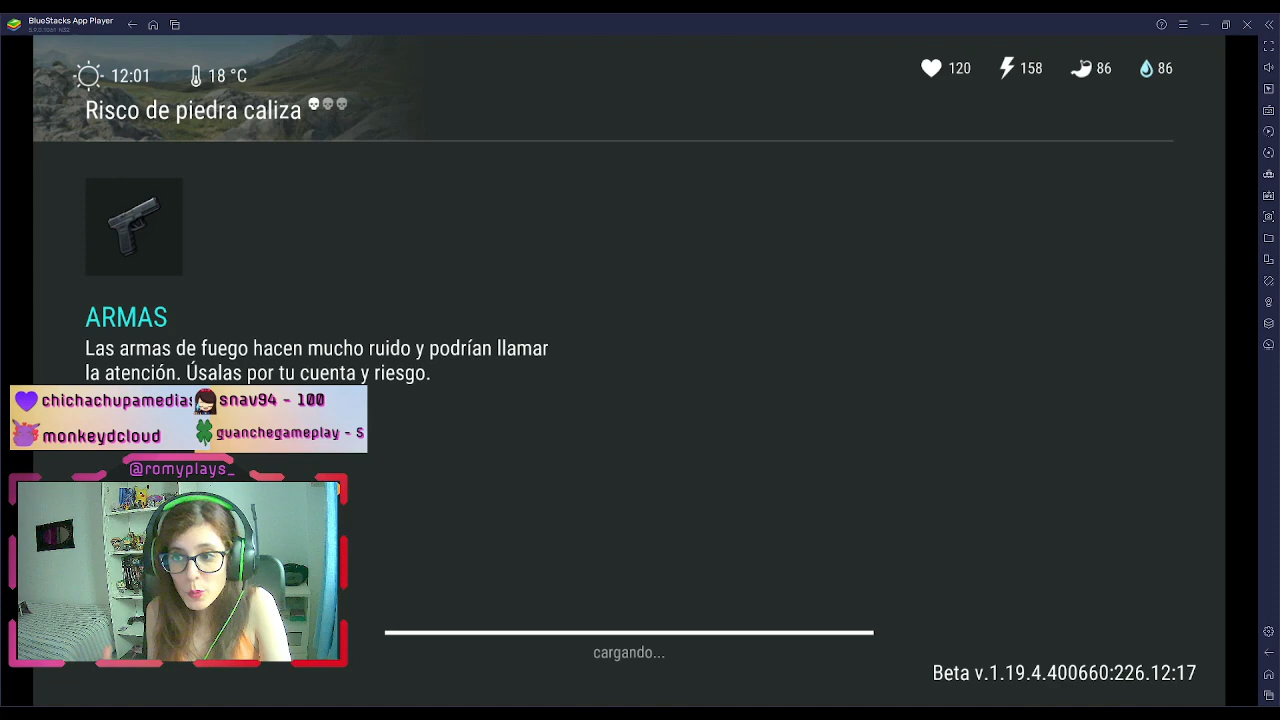 BlueStacks App Player
12:01
18 °C
120
158
86
86
Risco de piedra caliza
ARMAS
Las armas de fuego hacen mucho ruido y podrían llamar
la atención. Úsalas por tu cuenta y riesgo.
chichachupamedias
snav94 - 100
monkeydcloud
guanchegameplay - S
@romyplays_
cargando...
Beta v.1.19.4.400660:226.12:17